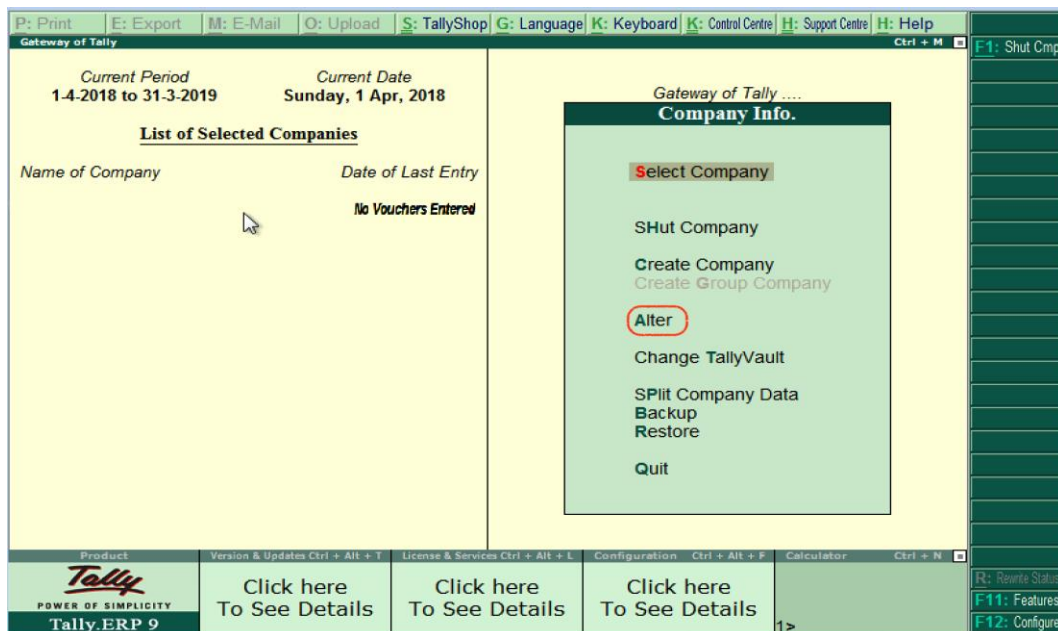 P: Print E: Export M: E-Mail O: Upload S: TallyShop G: Language K: Keyboard K: Control Centre H: Support Centre H: Help
Gateway of Tally Ctrl + M
F1: Shut Cmp
Current Period Current Date
1-4-2018 to 31-3-2019 Sunday, 1 Apr, 2018
List of Selected Companies
Name of Company Date of Last Entry
No Vouchers Entered
Gateway of Tally ....
Company Info.
Select Company
SHut Company
Create Company
Create Group Company
Alter
Change TallyVault
SPlit Company Data
Backup
Restore
Quit
Product Version & Updates Ctrl + Alt + T License & Services Ctrl + Alt + L Configuration Ctrl + Alt + F Calculator Ctrl + N
Tally
POWER OF SIMPLICITY
Tally.ERP 9
Click here
To See Details
Click here
To See Details
Click here
To See Details
1>
R: Rewrite Status
F11: Features
F12: Configure